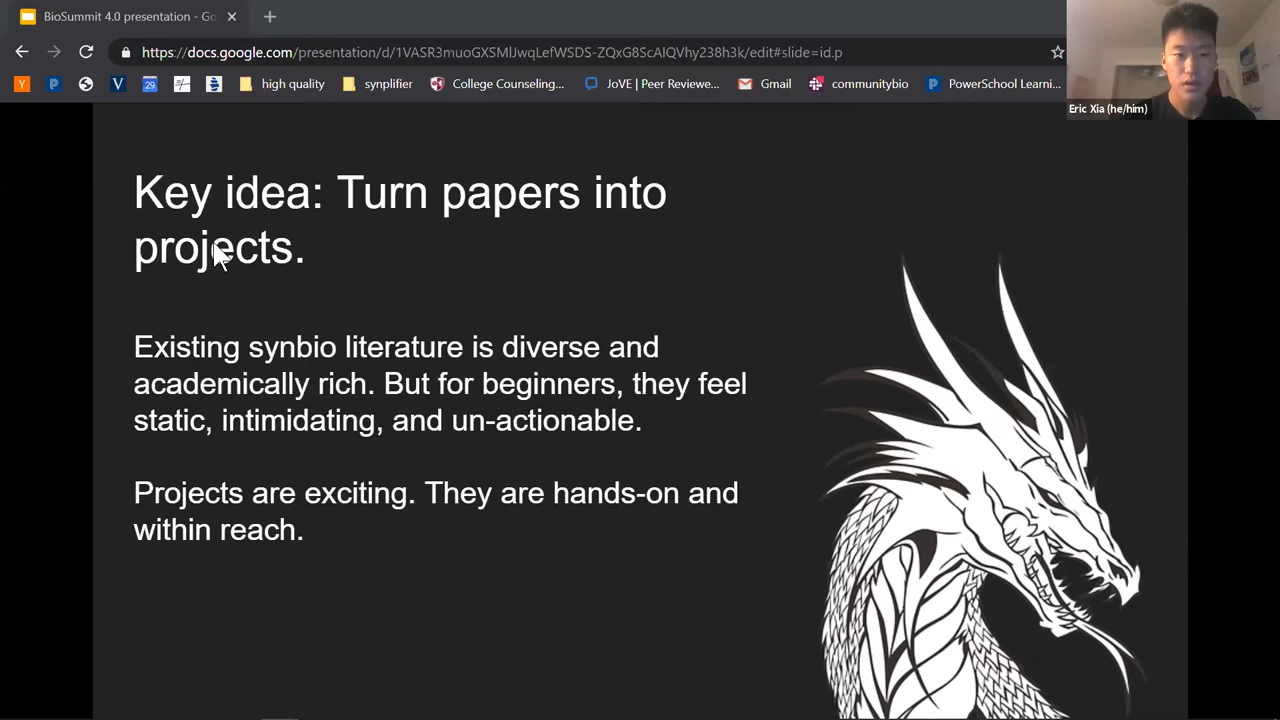 BioSummit 4.0 presentation - Go
https://docs.google.com/presentation/d/1VASR3muoGXSMlJwqLefWSDS-ZQxG8ScAlQVhy238h3k/edit#slide=id.p
Y P V 29 high quality synplifier College Counseling... JoVE | Peer Reviewe... Gmail communitybio P PowerSchool Learni...
Eric Xia (he/him)
Key idea: Turn papers into
projects.
Existing synbio literature is diverse and
academically rich. But for beginners, they feel
static, intimidating, and un-actionable.
Projects are exciting. They are hands-on and
within reach.